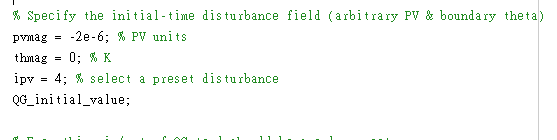 % Specify the initial-time disturbance field (arbitrary PV & boundary theta)
pvmag = -2e-6; % PV units
thmag = 0; % K
ipv = 4; % select a preset disturbance
QG_initial_value;